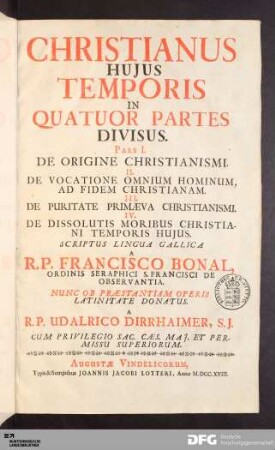 CHRISTIANUS
HUJUS
TEMPORIS
IN
QUATUOR PARTES
DIVISUS.
PARS I.
DE ORIGINE CHRISTIANISMI.
II.
DE VOCATIONE OMNIUM HOMINUM,
AD FIDEM CHRISTIANAM.
III.
DE PURITATE PRIMÆVA CHRISTIANISMI.
IV.
DE DISSOLUTIS MORIBUS CHRISTIA-
NI TEMPORIS HUJUS.
SCRIPTUS LINGUA GALLICA
A
R.P. FRANCISCO BONAL,
ORDINIS SERAPHICI S. FRANCISCI DE
OBSERVANTIA.
NUNC OB PRÆSTANTIAM OPERIS
LATINITATE DONATUS.
A
R.P. UDALRICO DIRRHAIMER, S.J.
CUM PRIVILEGIO SAC. CÆS. MAJ. ET PER-
MISSU SUPERIORUM.
AUGUSTÆ VINDELICORUM,
Typis & Sumptibus JOANNIS JACOBI LOTTERI, Anno M.DCC.XVIII.
DFG Deutsche
Forschungsgemeinschaft